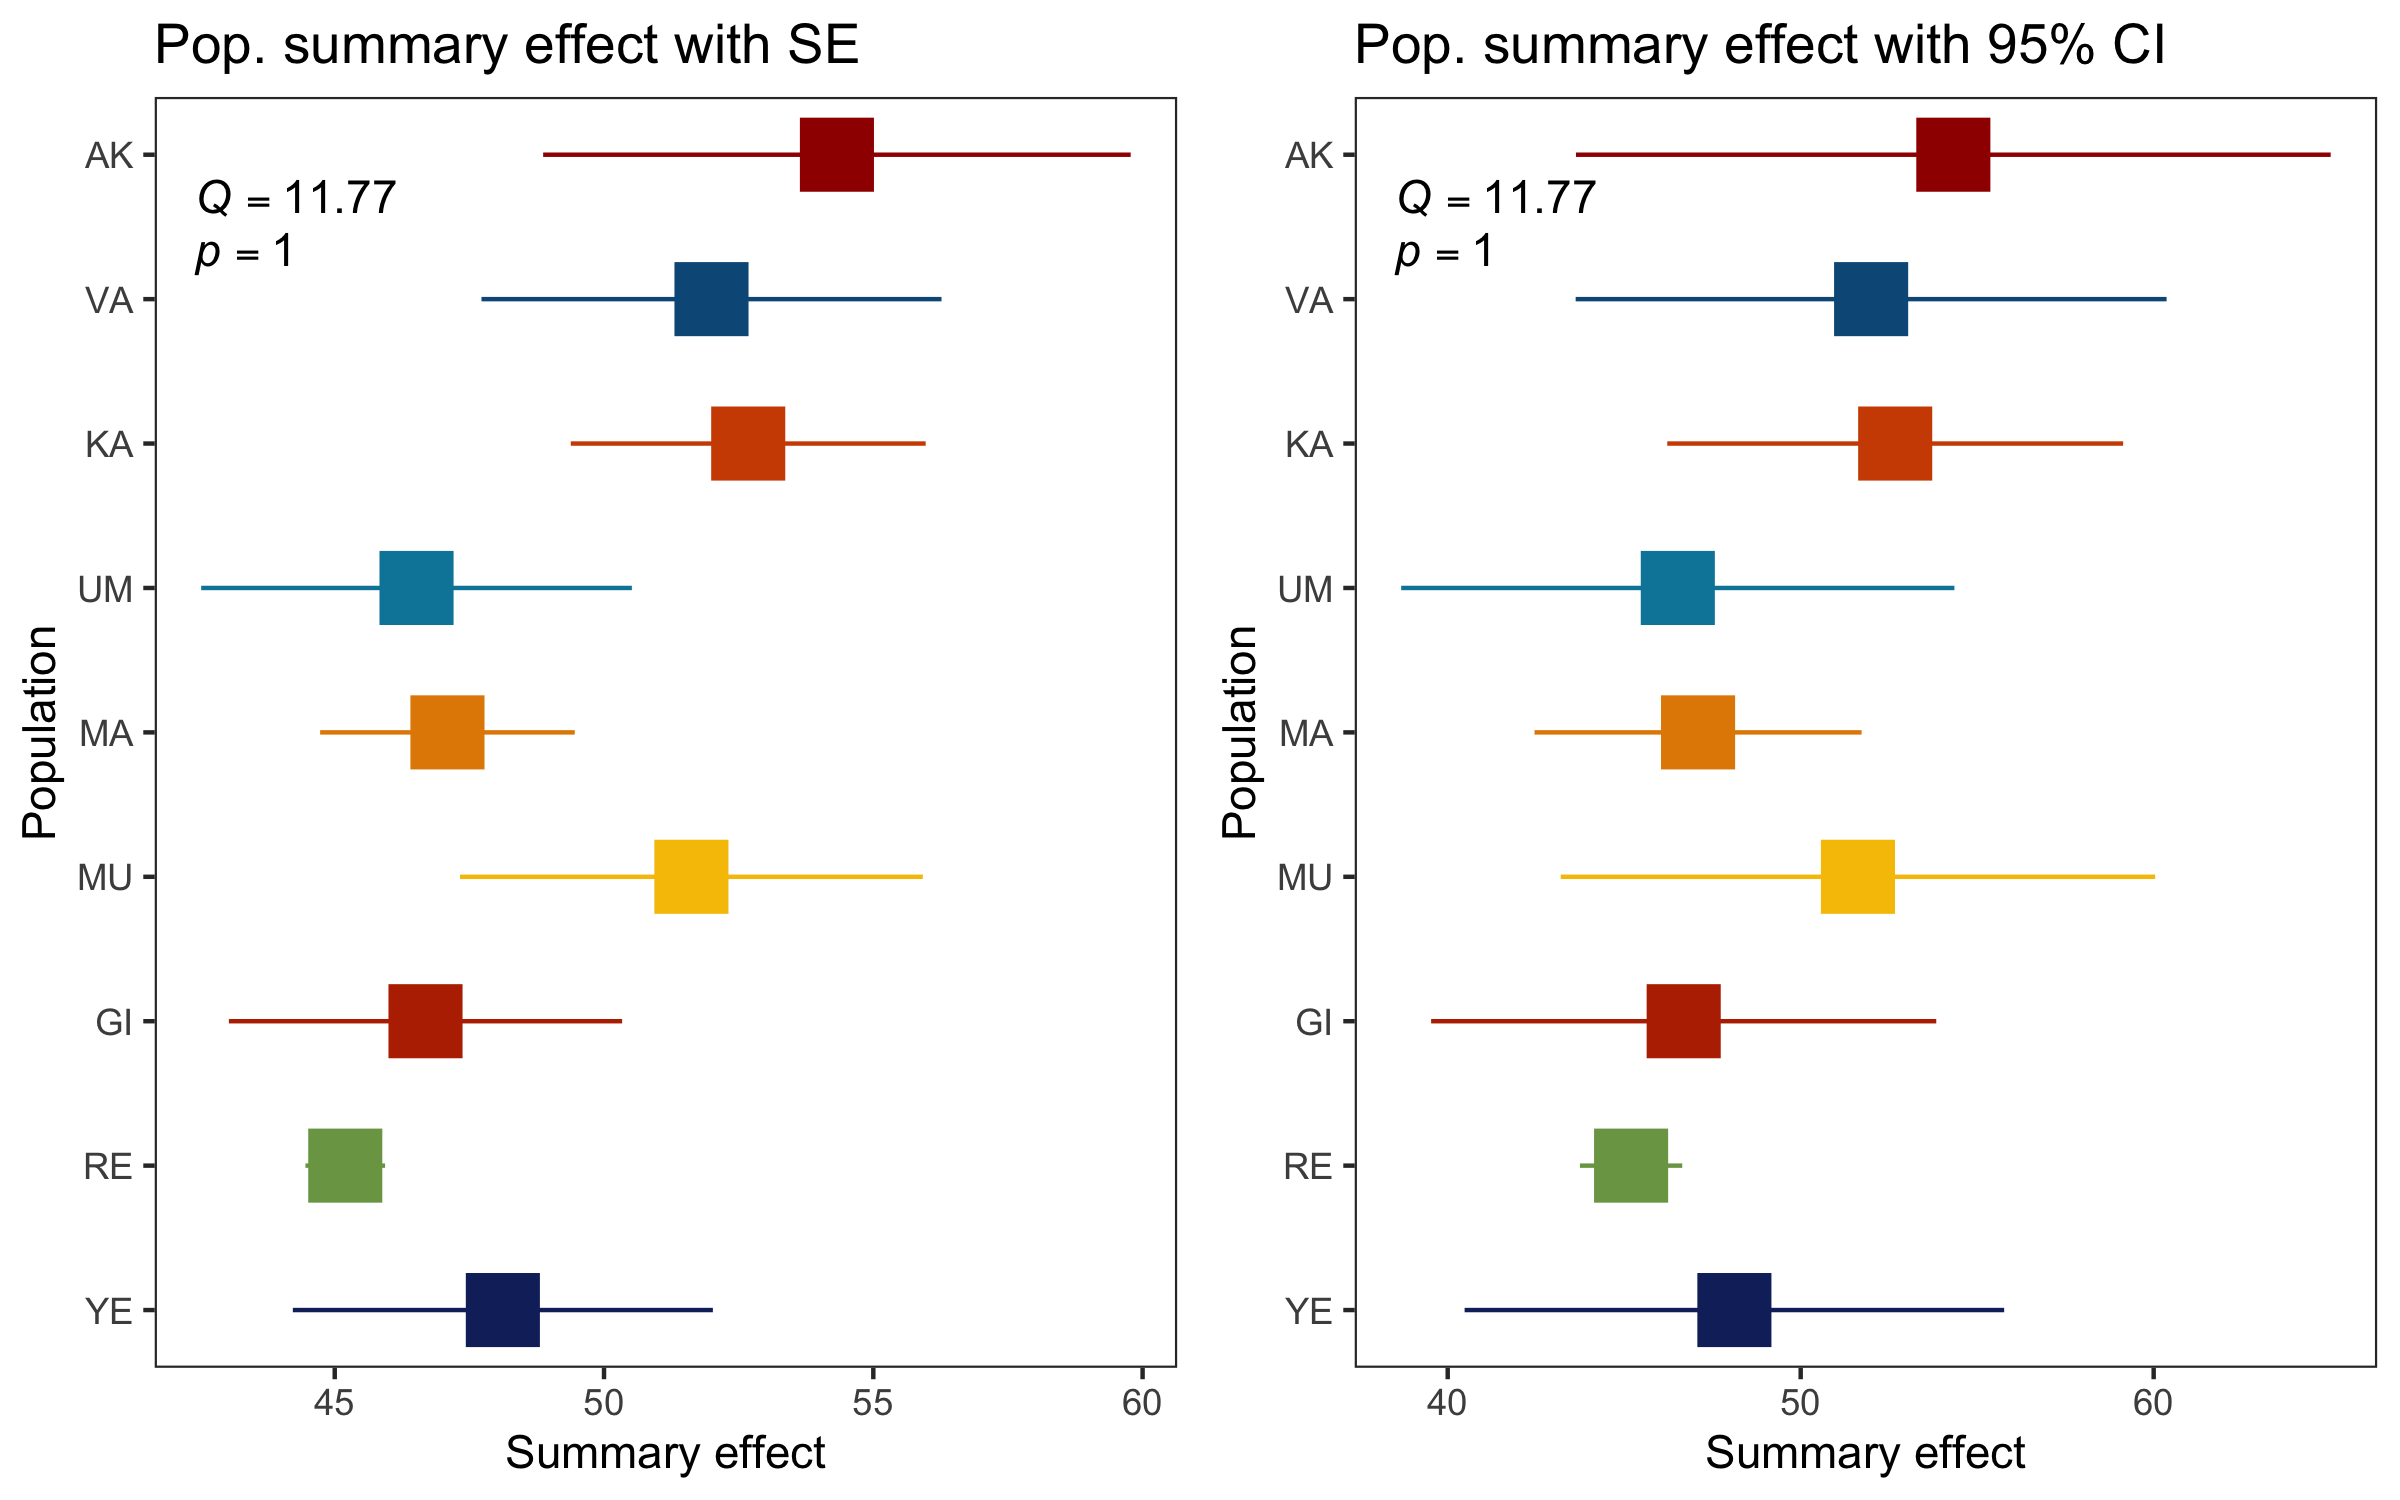 Pop. summary effect with SE
Q = 11.77
p = 1
AK
VA
KA
UM
MA
MU
GI
RE
YE
Population
45 50 55 60
Summary effect
Pop. summary effect with 95% CI
Q = 11.77
p = 1
AK
VA
KA
UM
MA
MU
GI
RE
YE
Population
40 50 60
Summary effect